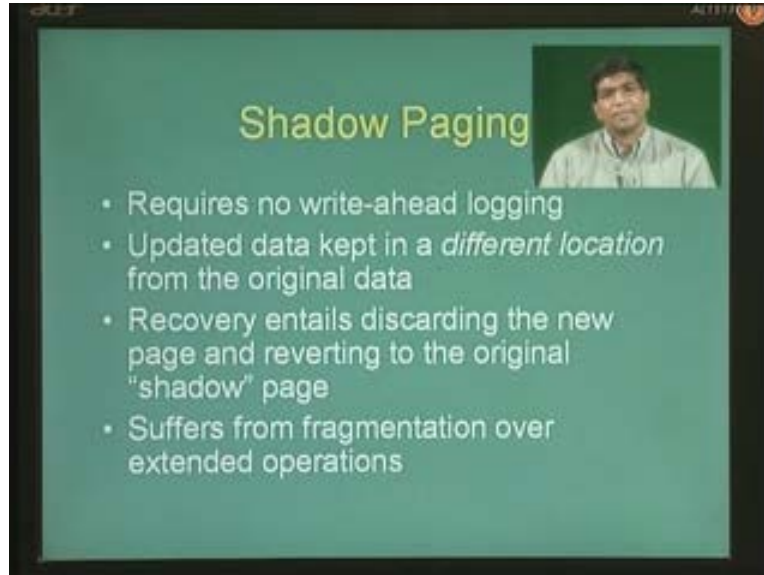 acer
Shadow Paging
• Requires no write-ahead logging
• Updated data kept in a different location
from the original data
• Recovery entails discarding the new
page and reverting to the original
“shadow” page
• Suffers from fragmentation over
extended operations